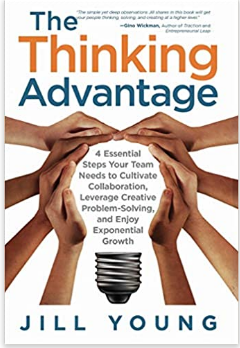 "The simple yet deep observations Jill shares in this book will get
your people thinking, solving, and creating at a higher level."
—Gino Wickman, Author of Traction and
Entrepreneurial Leap
The
Thinking
Advantage
4 Essential
Steps Your Team
Needs to Cultivate
Collaboration,
Leverage Creative
Problem-Solving,
and Enjoy
Exponential
Growth
JILL YOUNG